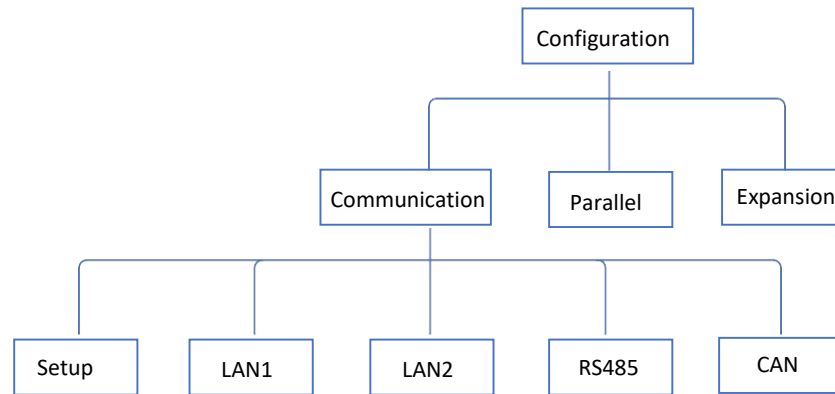 Configuration
Communication
Parallel
Expansion
Setup
LAN1
LAN2
RS485
CAN